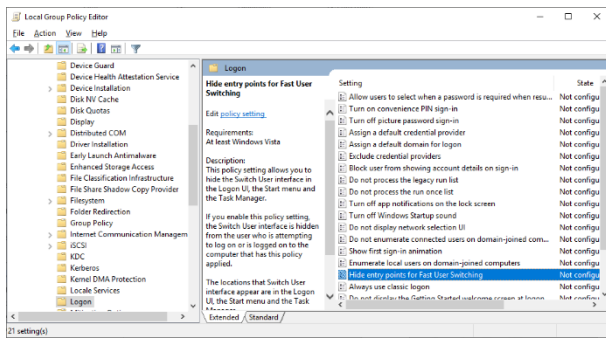 Local Group Policy Editor
File Action View Help
Device Guard
Device Health Attestation Service
Device Installation
Disk NV Cache
Disk Quotas
Display
Distributed COM
Driver Installation
Early Launch Antimalware
Enhanced Storage Access
File Classification Infrastructure
File Share Shadow Copy Provider
Filesystem
Folder Redirection
Group Policy
Internet Communication Managem
iSCSI
KDC
Kerberos
Kernel DMA Protection
Locale Services
Logon
Logon
Hide entry points for Fast User
Switching
Edit policy setting
Requirements:
At least Windows Vista
Description:
This policy setting allows you to
hide the Switch User interface in
the Logon UI, the Start menu and
the Task Manager.
If you enable this policy setting,
the Switch User interface is hidden
from the user who is attempting
to log on or is logged on to the
computer that has this policy
applied.
The locations that Switch User
interface appear are in the Logon
UI, the Start menu and the Task
Setting State
Allow users to select when a password is required when resu... Not configu
Turn on convenience PIN sign-in Not configu
Turn off picture password sign-in Not configu
Assign a default credential provider Not configu
Assign a default domain for logon Not configu
Exclude credential providers Not configu
Block user from showing account details on sign-in Not configu
Do not process the legacy run list Not configu
Do not process the run once list Not configu
Turn off app notifications on the lock screen Not configu
Turn off Windows Startup sound Not configu
Do not display network selection UI Not configu
Do not enumerate connected users on domain-joined com... Not configu
Show first sign-in animation Not configu
Enumerate local users on domain-joined computers Not configu
Hide entry points for Fast User Switching Not configu
Always use classic logon Not configu
Do not display the Getting Started welcome screen at logon Not configu
Extended Standard
21 setting(s)